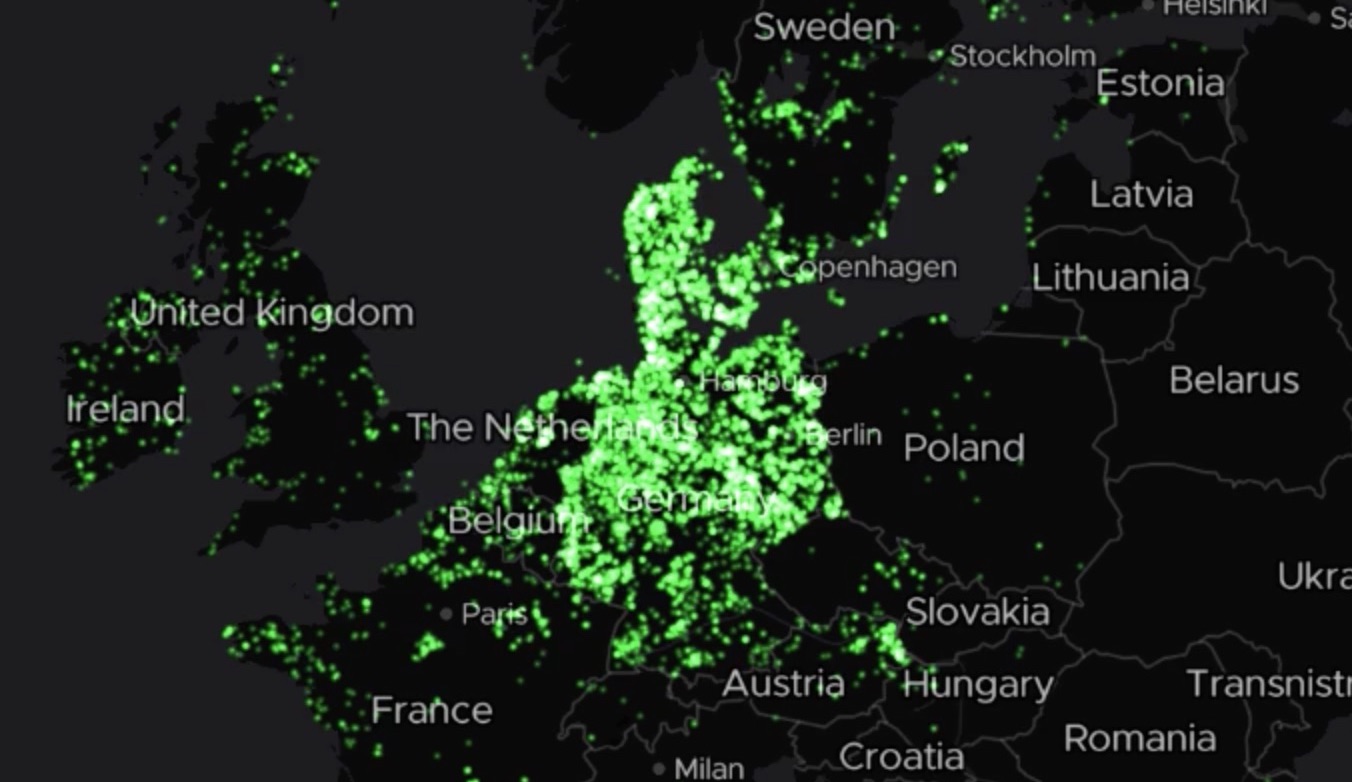 Helsinki
Sweden
Stockholm
Estonia
Latvia
Copenhagen
Lithuania
United Kingdom
Belarus
Hamburg
Ireland
The Netherlands
Berlin
Poland
Germany
Belgium
Ukra
Paris
Slovakia
Austria
Hungary
Transnistr
France
Romania
Croatia
Milan